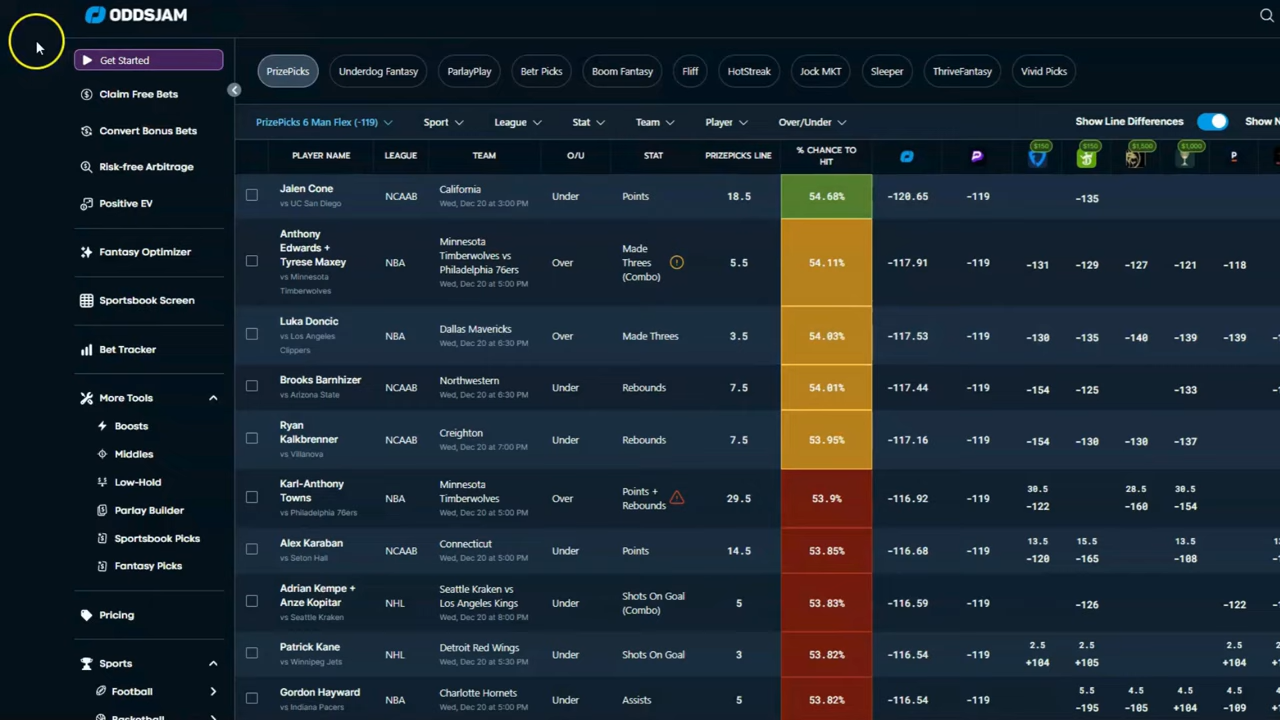 ODDSJAM
Get Started
Claim Free Bets
Convert Bonus Bets
Risk-free Arbitrage
Positive EV
Fantasy Optimizer
Sportsbook Screen
Bet Tracker
More Tools
Boosts
Middles
Low-Hold
Parlay Builder
Sportsbook Picks
Fantasy Picks
Pricing
Sports
Football
Basketball
PrizePicks Underdog Fantasy ParlayPlay Betr Picks Boom Fantasy Fliff HotStreak Jock MKT Sleeper ThriveFantasy Vivid Picks
PrizePicks 6 Man Flex (-119) Sport League Stat Team Player Over/Under Show Line Differences Show N
PLAYER NAME LEAGUE TEAM O/U STAT PRIZEPICKS LINE % CHANCE TO HIT $150 $150 $1,500 $1,000
Jalen Cone
vs UC San Diego
NCAAB
California
Wed, Dec 20 at 3:00 PM
Under
Points
18.5
54.68%
-120.65
-119
-135
Anthony
Edwards +
Tyrese Maxey
vs Minnesota
Timberwolves
NBA
Minnesota
Timberwolves vs
Philadelphia 76ers
Wed, Dec 20 at 5:00 PM
Over
Made
Threes
(Combo)
5.5
54.11%
-117.91
-119
-131
-129
-127
-121
-118
Luka Doncic
vs Los Angeles
Clippers
NBA
Dallas Mavericks
Wed, Dec 20 at 6:30 PM
Over
Made Threes
3.5
54.03%
-117.53
-119
-130
-135
-140
-139
-139
Brooks Barnhizer
vs Arizona State
NCAAB
Northwestern
Wed, Dec 20 at 6:30 PM
Under
Rebounds
7.5
54.01%
-117.44
-119
-154
-125
-133
Ryan
Kalkbrenner
vs Villanova
NCAAB
Creighton
Wed, Dec 20 at 7:00 PM
Under
Rebounds
7.5
53.95%
-117.16
-119
-154
-130
-130
-137
Karl-Anthony
Towns
vs Philadelphia 76ers
NBA
Minnesota
Timberwolves
Wed, Dec 20 at 5:00 PM
Over
Points +
Rebounds
29.5
53.9%
-116.92
-119
30.5
-122
28.5
-160
30.5
-154
Alex Karaban
vs Seton Hall
NCAAB
Connecticut
Wed, Dec 20 at 5:00 PM
Under
Points
14.5
53.85%
-116.68
-119
13.5
-120
15.5
-165
13.5
-108
Adrian Kempe +
Anze Kopitar
vs Seattle Kraken
NHL
Seattle Kraken vs
Los Angeles Kings
Wed, Dec 20 at 8:00 PM
Under
Shots On Goal
(Combo)
5
53.83%
-116.59
-119
-126
-122
Patrick Kane
vs Winnipeg Jets
NHL
Detroit Red Wings
Wed, Dec 20 at 5:30 PM
Under
Shots On Goal
3
53.82%
-116.54
-119
2.5
+104
2.5
+105
2.5
+104
Gordon Hayward
vs Indiana Pacers
NBA
Charlotte Hornets
Wed, Dec 20 at 5:00 PM
Under
Assists
5
53.82%
-116.54
-119
5.5
-195
4.5
-105
4.5
+104
4.5
-109